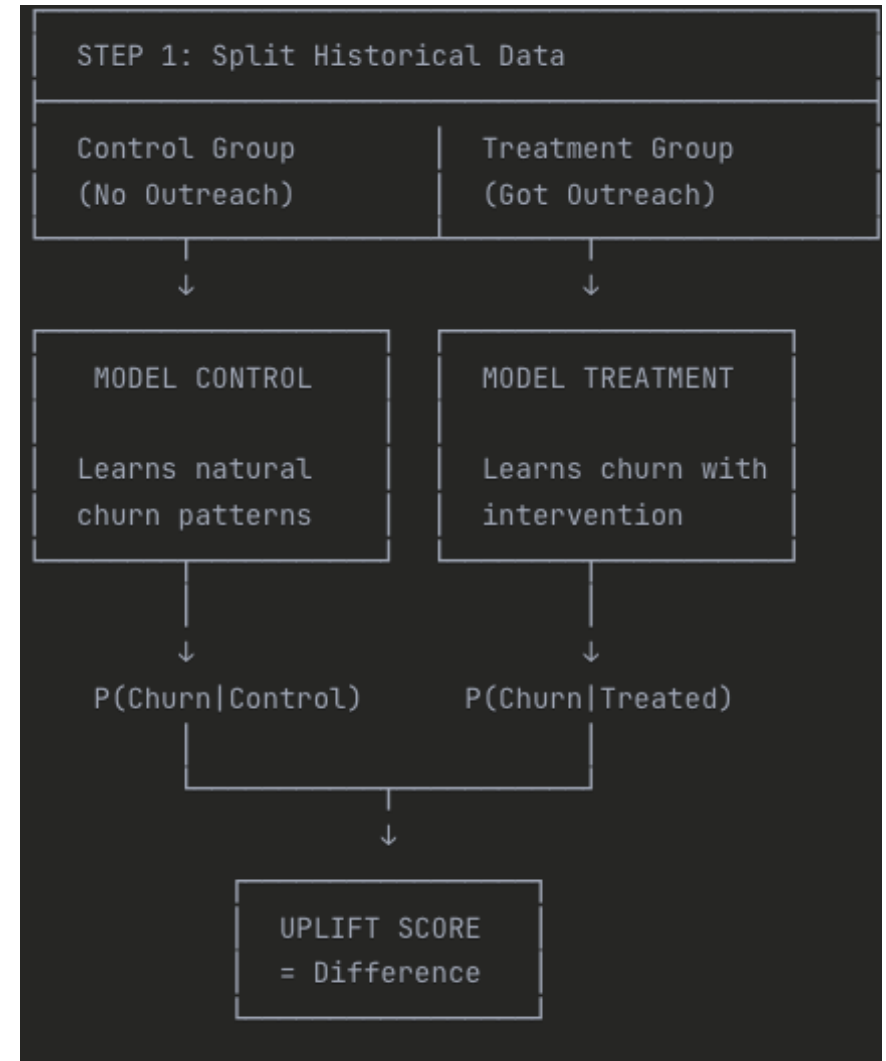 STEP 1: Split Historical Data
Control Group
(No Outreach)
Treatment Group
(Got Outreach)
MODEL CONTROL
Learns natural
churn patterns
MODEL TREATMENT
Learns churn with
intervention
P(Churn|Control)
P(Churn|Treated)
UPLIFT SCORE
= Difference